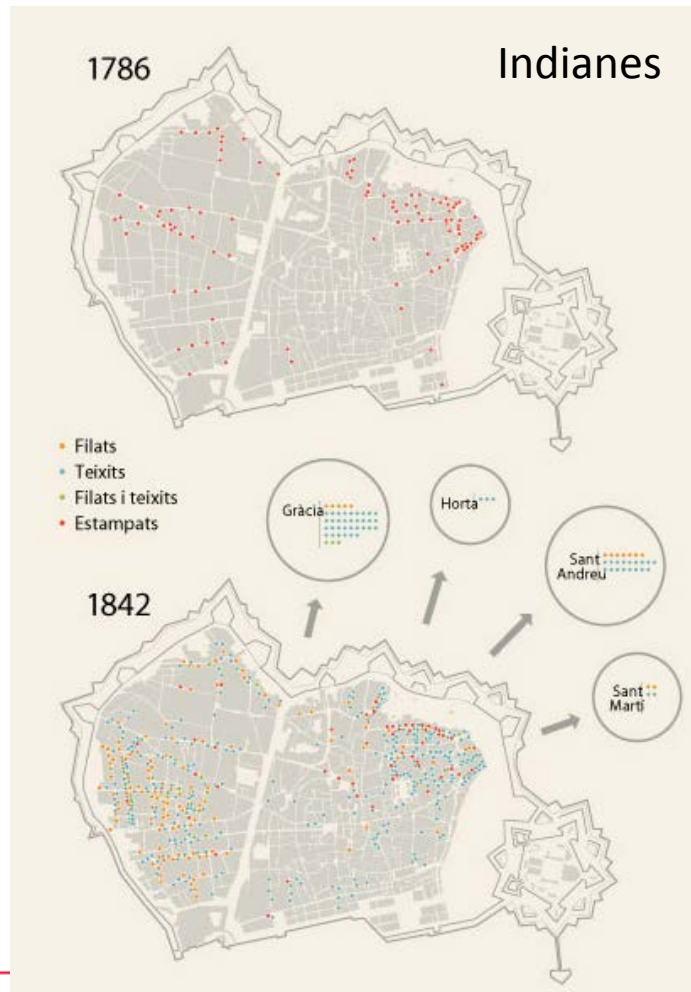 1786
Indianes
Filats
Teixits
Filats i teixits
Estampats
Gràcia
Horta
Sant
Andreu
1842
Sant
Martí